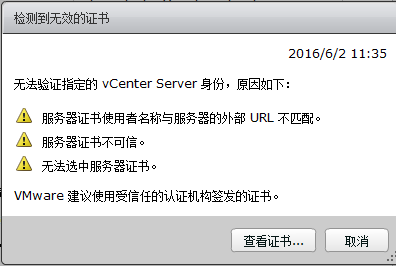 检测到无效的证书
2016/6/2 11:35
无法验证指定的 vCenter Server 身份，原因如下：
服务器证书使用者名称与服务器的外部 URL 不匹配。
服务器证书不可信。
无法选中服务器证书。
VMware 建议使用受信任的认证机构签发的证书。
查看证书... 取消